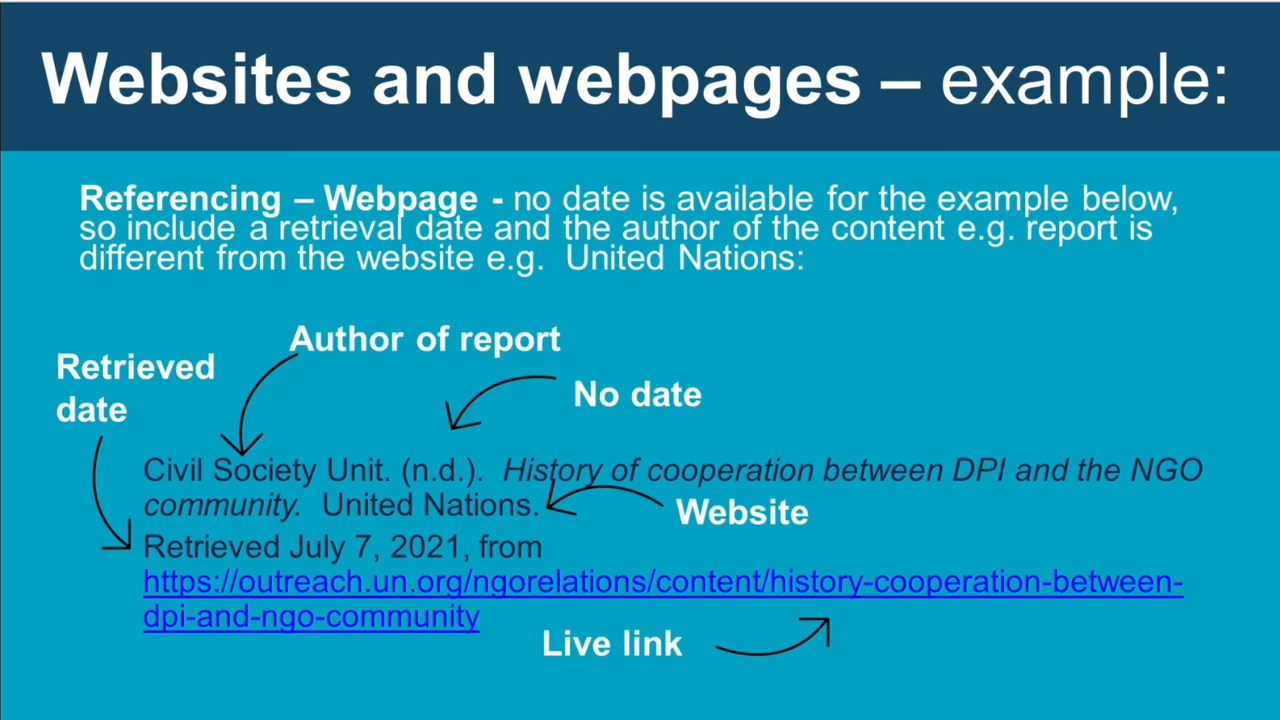 Websites and webpages – example:
Referencing – Webpage - no date is available for the example below,
so include a retrieval date and the author of the content e.g. report is
different from the website e.g.  United Nations:
Author of report
Retrieved
date
No date
Civil Society Unit. (n.d.).  History of cooperation between DPI and the NGO
community.  United Nations.
Website
Retrieved July 7, 2021, from
https://outreach.un.org/ngorelations/content/history-cooperation-between-
dpi-and-ngo-community
Live link